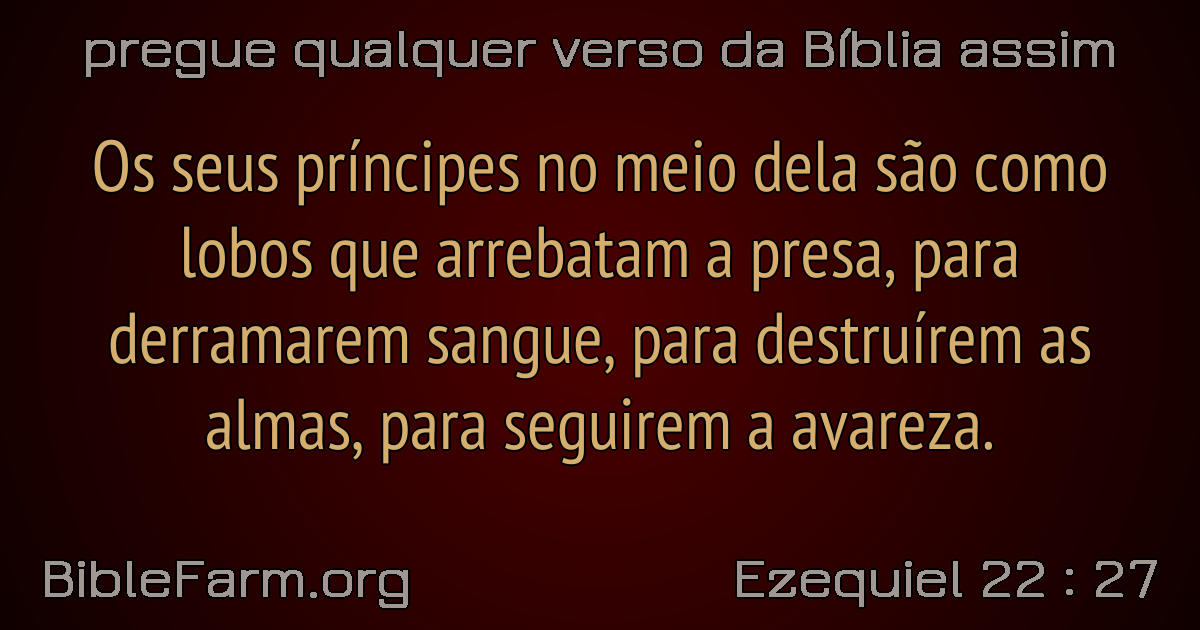 pregue qualquer verso da Bíblia assim
Os seus príncipes no meio dela são como
lobos que arrebatam a presa, para
derramarem sangue, para destruírem as
almas, para seguirem a avareza.
BibleFarm.org
Ezequiel 22 : 27